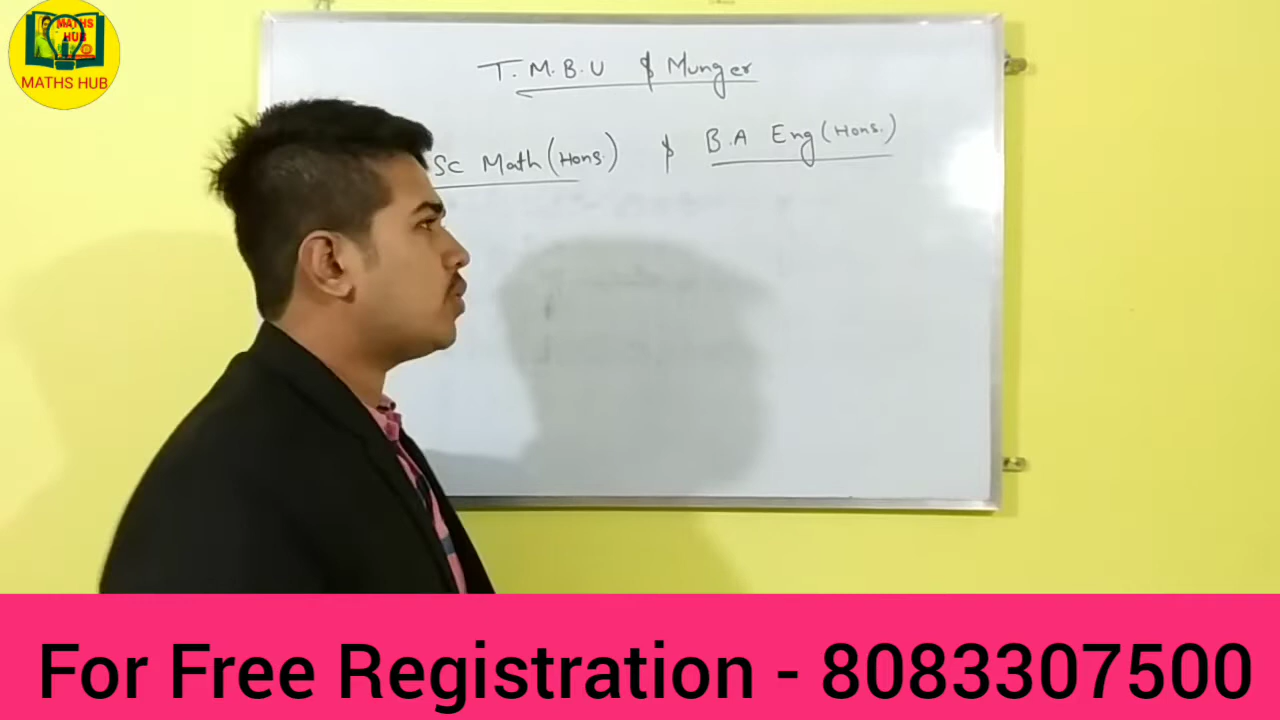 MATHS
HUB
MATHS HUB
T.M.B.U & Munger
Sc Math (Hons.) & B.A Eng (Hons.)
For Free Registration - 8083307500